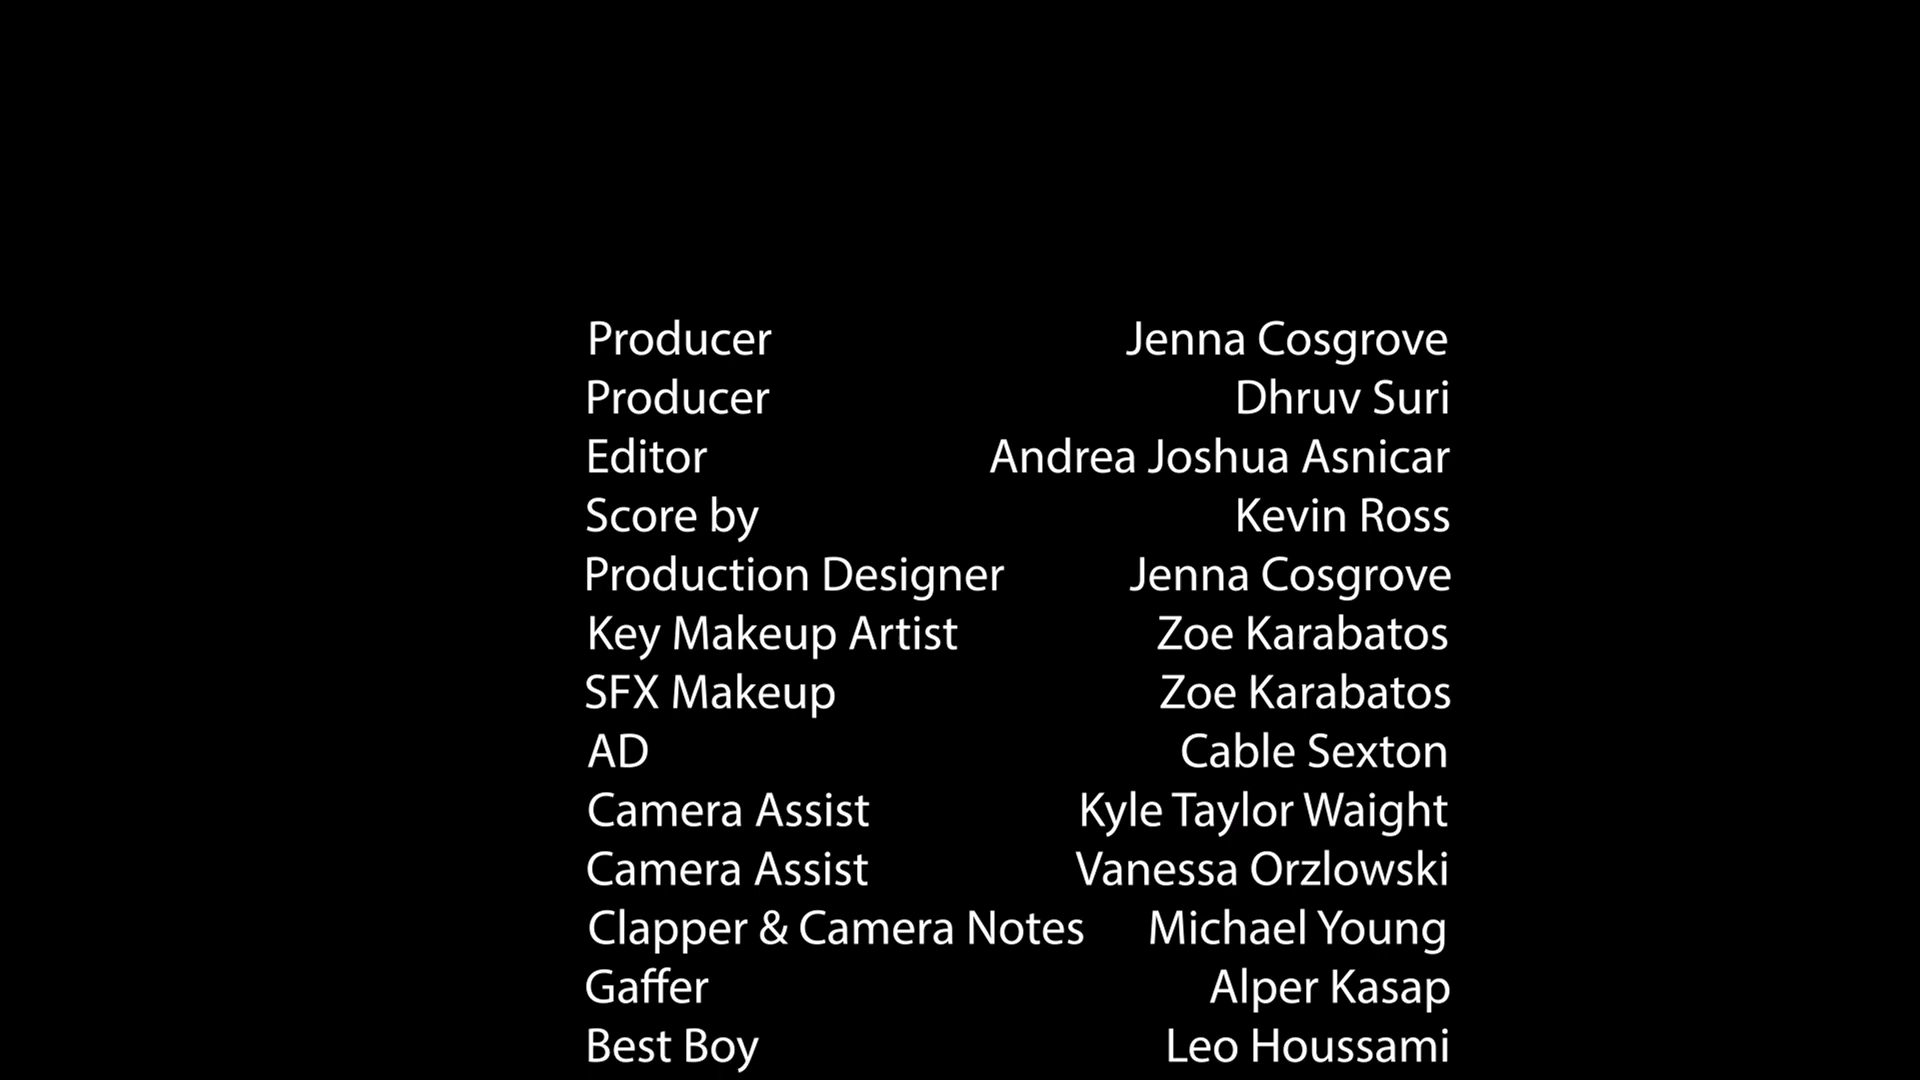 Producer Jenna Cosgrove
Producer Dhruv Suri
Editor Andrea Joshua Asnicar
Score by Kevin Ross
Production Designer Jenna Cosgrove
Key Makeup Artist Zoe Karabatos
SFX Makeup Zoe Karabatos
AD Cable Sexton
Camera Assist Kyle Taylor Waight
Camera Assist Vanessa Orzlowski
Clapper & Camera Notes Michael Young
Gaffer Alper Kasap
Best Boy Leo Houssami